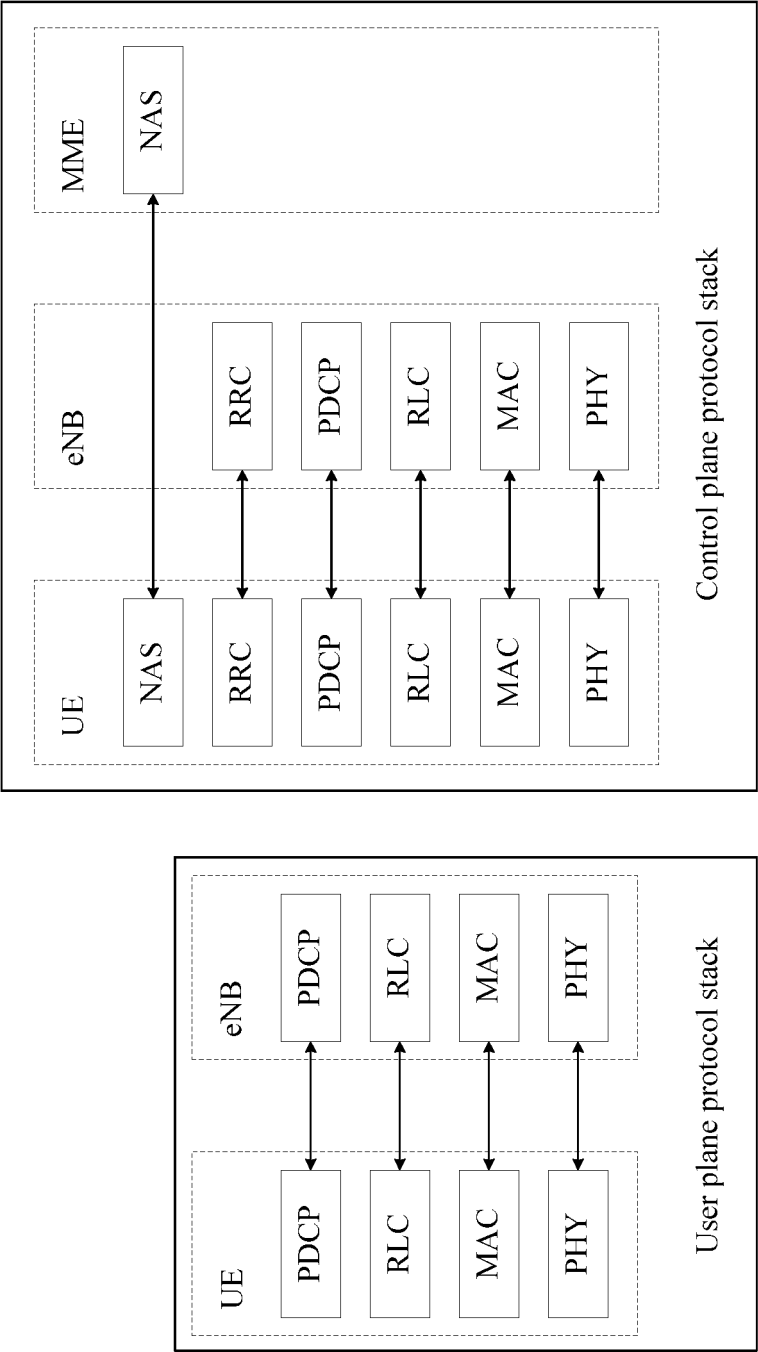 UE
eNB
PDCP
PDCP
RLC
RLC
MAC
MAC
PHY
PHY
User plane protocol stack
UE
eNB
MME
NAS
NAS
RRC
RRC
PDCP
PDCP
RLC
RLC
MAC
MAC
PHY
PHY
Control plane protocol stack